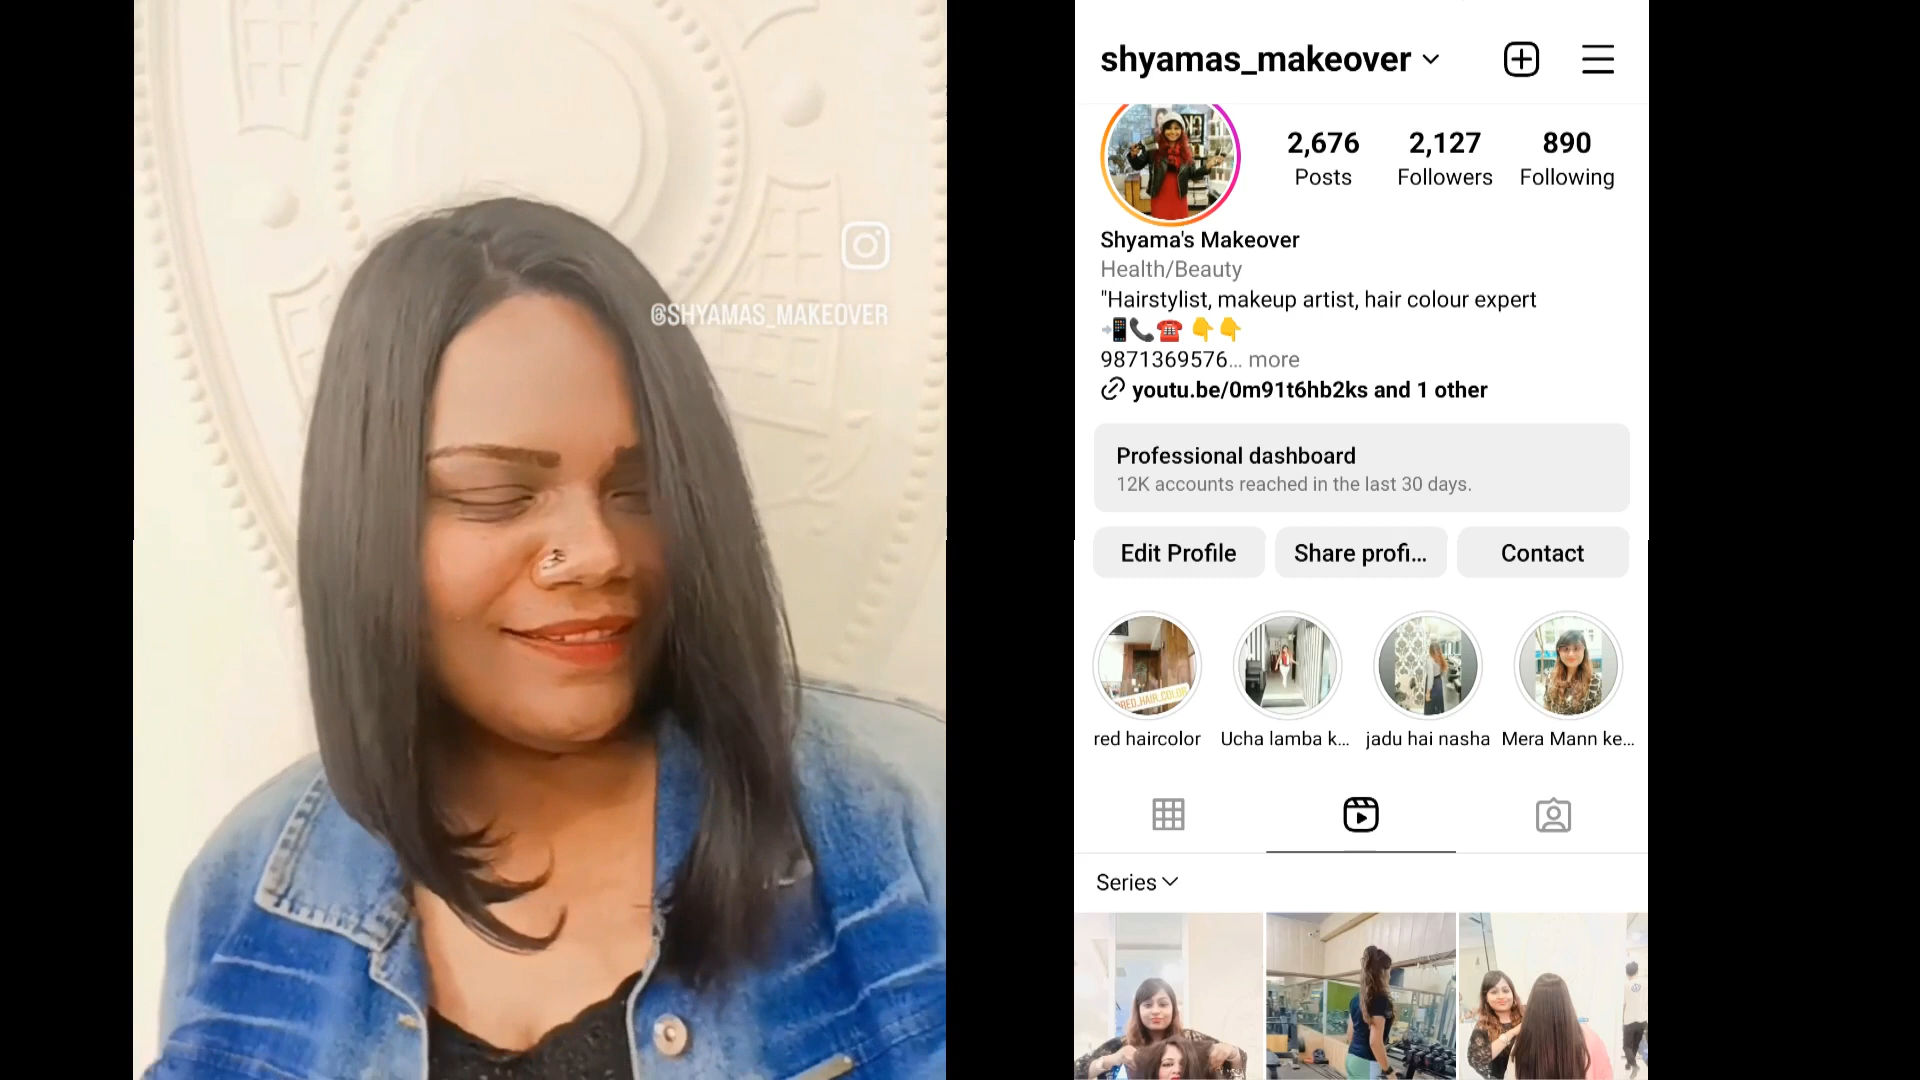 @SHYAMAS_MAKEOVER
shyamas_makeover
2,676 2,127 890
Posts Followers Following
Shyama's Makeover
Health/Beauty
"Hairstylist, makeup artist, hair colour expert
📲📞☎️ 👇👇
9871369576... more
youtu.be/0m91t6hb2ks and 1 other
Professional dashboard
12K accounts reached in the last 30 days.
Edit Profile Share profi... Contact
RED_HAIR_COLOR
red haircolor Ucha lamba k... jadu hai nasha Mera Mann ke...
Series